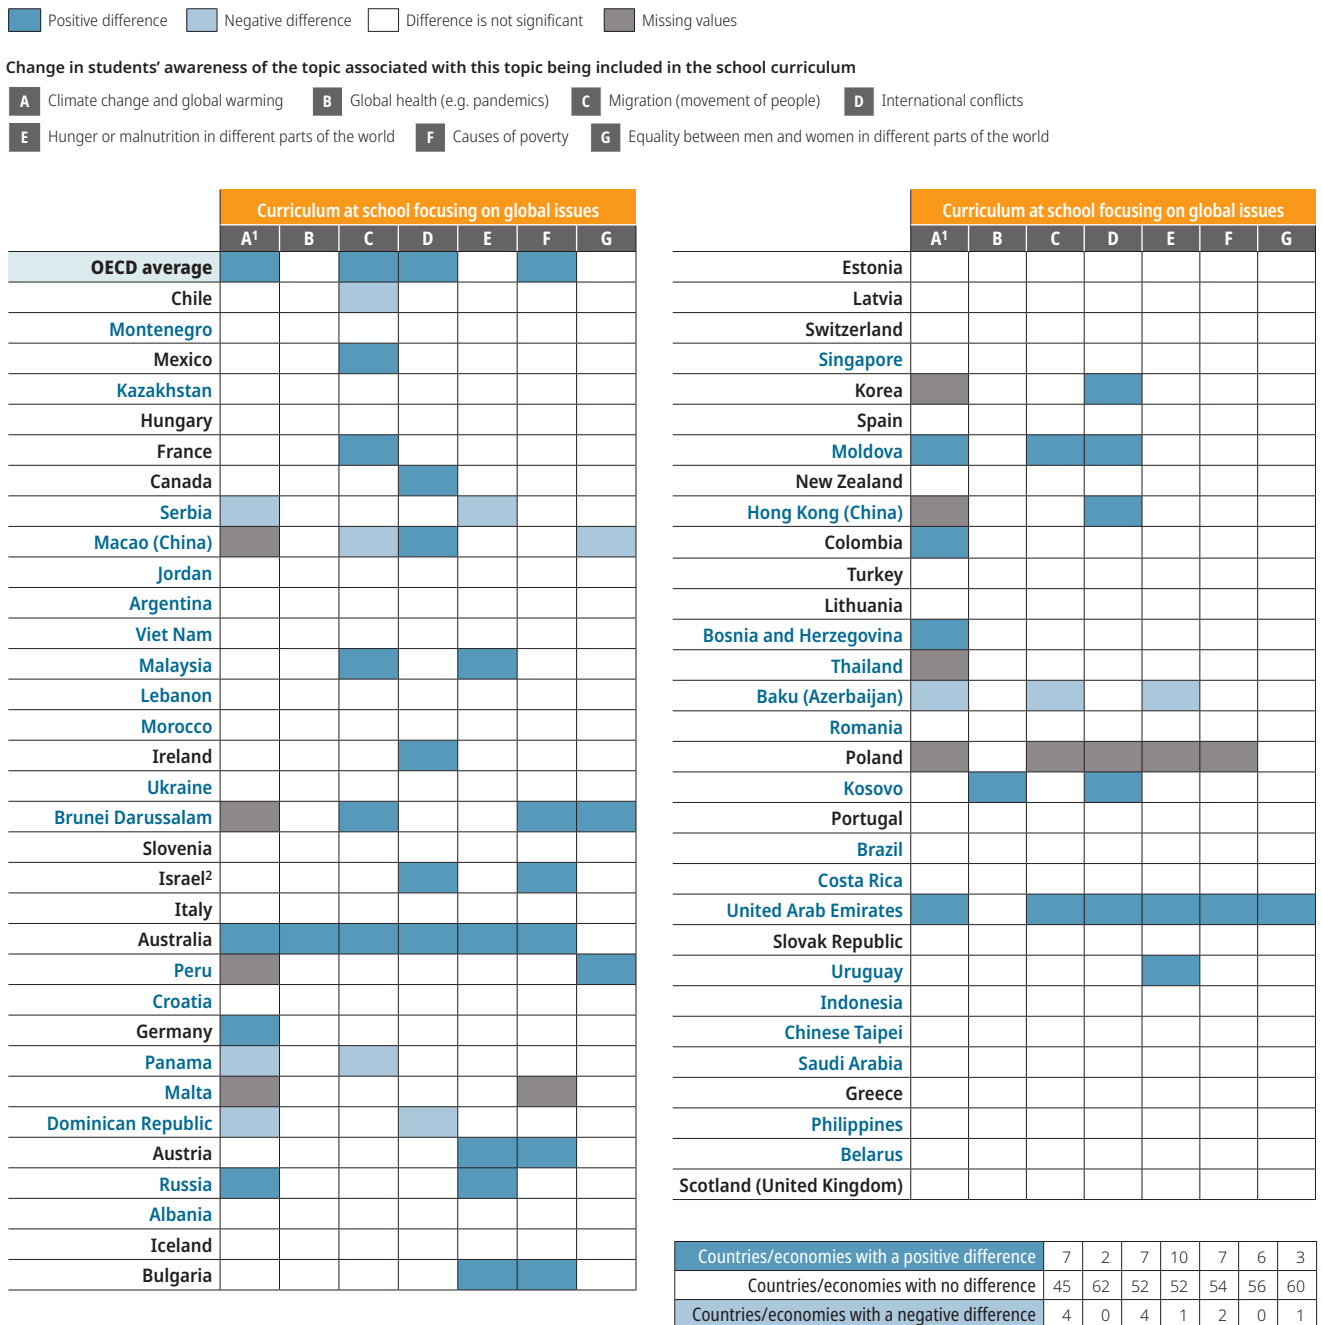 Positive difference Negative difference Difference is not significant Missing values
Change in students’ awareness of the topic associated with this topic being included in the school curriculum
A Climate change and global warming B Global health (e.g. pandemics) C Migration (movement of people) D International conflicts
E Hunger or malnutrition in different parts of the world F Causes of poverty G Equality between men and women in different parts of the world
Curriculum at school focusing on global issues
A¹ B C D E F G
OECD average
Chile
Montenegro
Mexico
Kazakhstan
Hungary
France
Canada
Serbia
Macao (China)
Jordan
Argentina
Viet Nam
Malaysia
Lebanon
Morocco
Ireland
Ukraine
Brunei Darussalam
Slovenia
Israel²
Italy
Australia
Peru
Croatia
Germany
Panama
Malta
Dominican Republic
Austria
Russia
Albania
Iceland
Bulgaria
Curriculum at school focusing on global issues
A¹ B C D E F G
Estonia
Latvia
Switzerland
Singapore
Korea
Spain
Moldova
New Zealand
Hong Kong (China)
Colombia
Turkey
Lithuania
Bosnia and Herzegovina
Thailand
Baku (Azerbaijan)
Romania
Poland
Kosovo
Portugal
Brazil
Costa Rica
United Arab Emirates
Slovak Republic
Uruguay
Indonesia
Chinese Taipei
Saudi Arabia
Greece
Philippines
Belarus
Scotland (United Kingdom)
Countries/economies with a positive difference 7 2 7 10 7 6 3
Countries/economies with no difference 45 62 52 52 54 56 60
Countries/economies with a negative difference 4 0 4 1 2 0 1